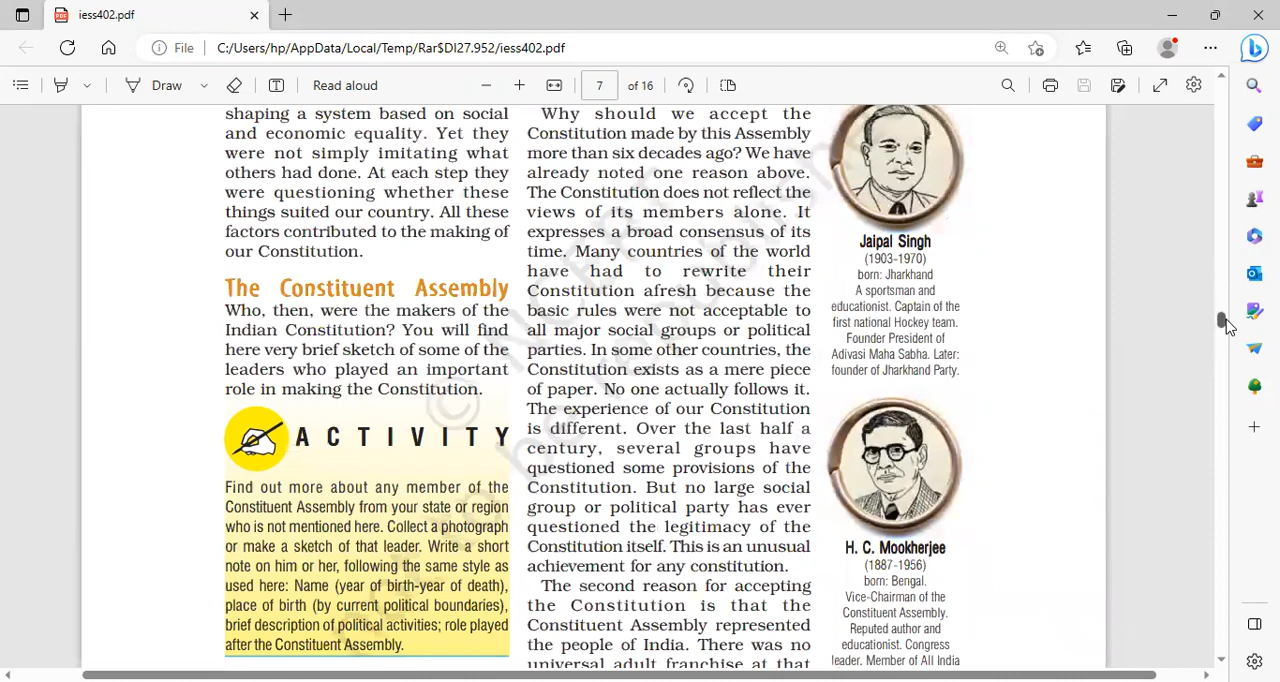 iess402.pdf
File
C:/Users/hp/AppData/Local/Temp/Rar$DI27.952/iess402.pdf
Draw
Read aloud
7
of 16
shaping a system based on social
and economic equality. Yet they
were not simply imitating what
others had done. At each step they
were questioning whether these
things suited our country. All these
factors contributed to the making of
our Constitution.
The Constituent Assembly
Who, then, were the makers of the
Indian Constitution? You will find
here very brief sketch of some of the
leaders who played an important
role in making the Constitution.
ACTIVITY
Find out more about any member of the
Constituent Assembly from your state or region
who is not mentioned here. Collect a photograph
or make a sketch of that leader. Write a short
note on him or her, following the same style as
used here: Name (year of birth-year of death),
place of birth (by current political boundaries),
brief description of political activities; role played
after the Constituent Assembly.
Why should we accept the
Constitution made by this Assembly
more than six decades ago? We have
already noted one reason above.
The Constitution does not reflect the
views of its members alone. It
expresses a broad consensus of its
time. Many countries of the world
have had to rewrite their
Constitution afresh because the
basic rules were not acceptable to
all major social groups or political
parties. In some other countries, the
Constitution exists as a mere piece
of paper. No one actually follows it.
The experience of our Constitution
is different. Over the last half a
century, several groups have
questioned some provisions of the
Constitution. But no large social
group or political party has ever
questioned the legitimacy of the
Constitution itself. This is an unusual
achievement for any constitution.
The second reason for accepting
the Constitution is that the
Constituent Assembly represented
the people of India. There was no
universal adult franchise at that
Jaipal Singh
(1903-1970)
born: Jharkhand
A sportsman and
educationist. Captain of the
first national Hockey team.
Founder President of
Adivasi Maha Sabha. Later:
founder of Jharkhand Party.
H. C. Mookherjee
(1887-1956)
born: Bengal.
Vice-Chairman of the
Constituent Assembly.
Reputed author and
educationist. Congress
leader. Member of All India
© NCERT
not to be republished